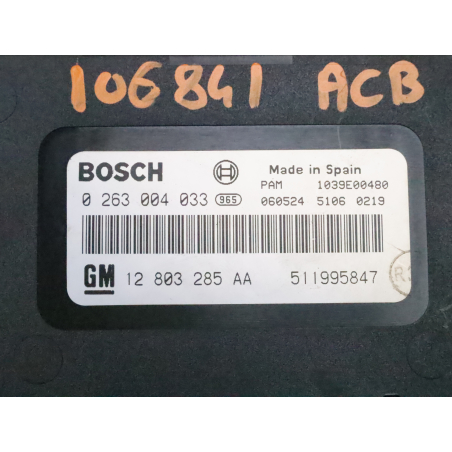 106841 ACB
BOSCH Made in Spain
PAM 1039E00480
0 263 004 033 965 060524 5106 0219
GM 12 803 285 AA 511995847